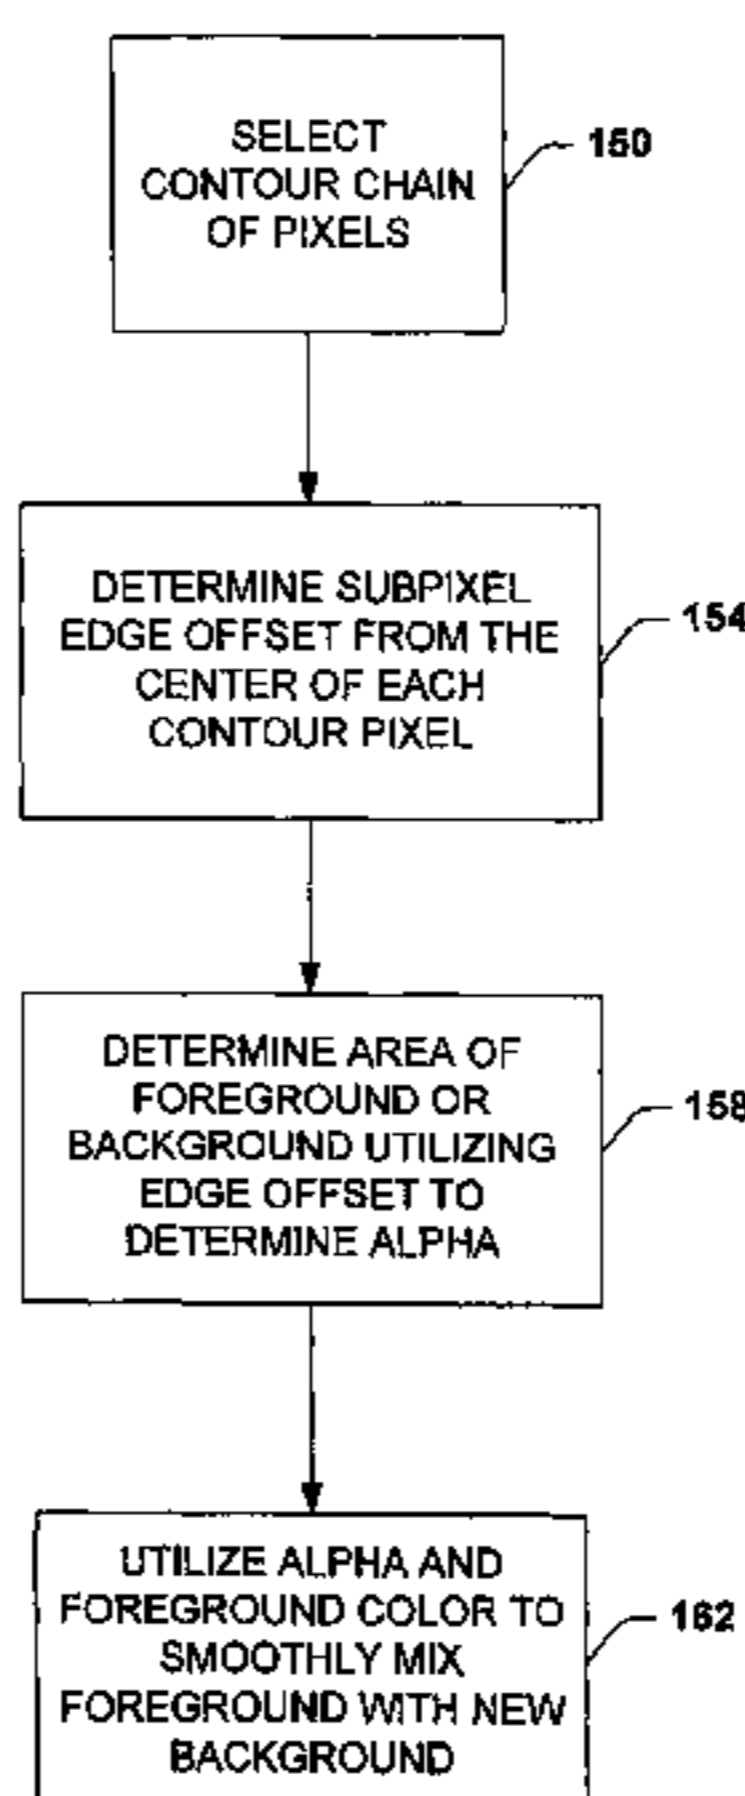 SELECT
CONTOUR CHAIN
OF PIXELS
150
DETERMINE SUBPIXEL
EDGE OFFSET FROM THE
CENTER OF EACH
CONTOUR PIXEL
154
DETERMINE AREA OF
FOREGROUND OR
BACKGROUND UTILIZING
EDGE OFFSET TO
DETERMINE ALPHA
158
UTILIZE ALPHA AND
FOREGROUND COLOR TO
SMOOTHLY MIX
FOREGROUND WITH NEW
BACKGROUND
162